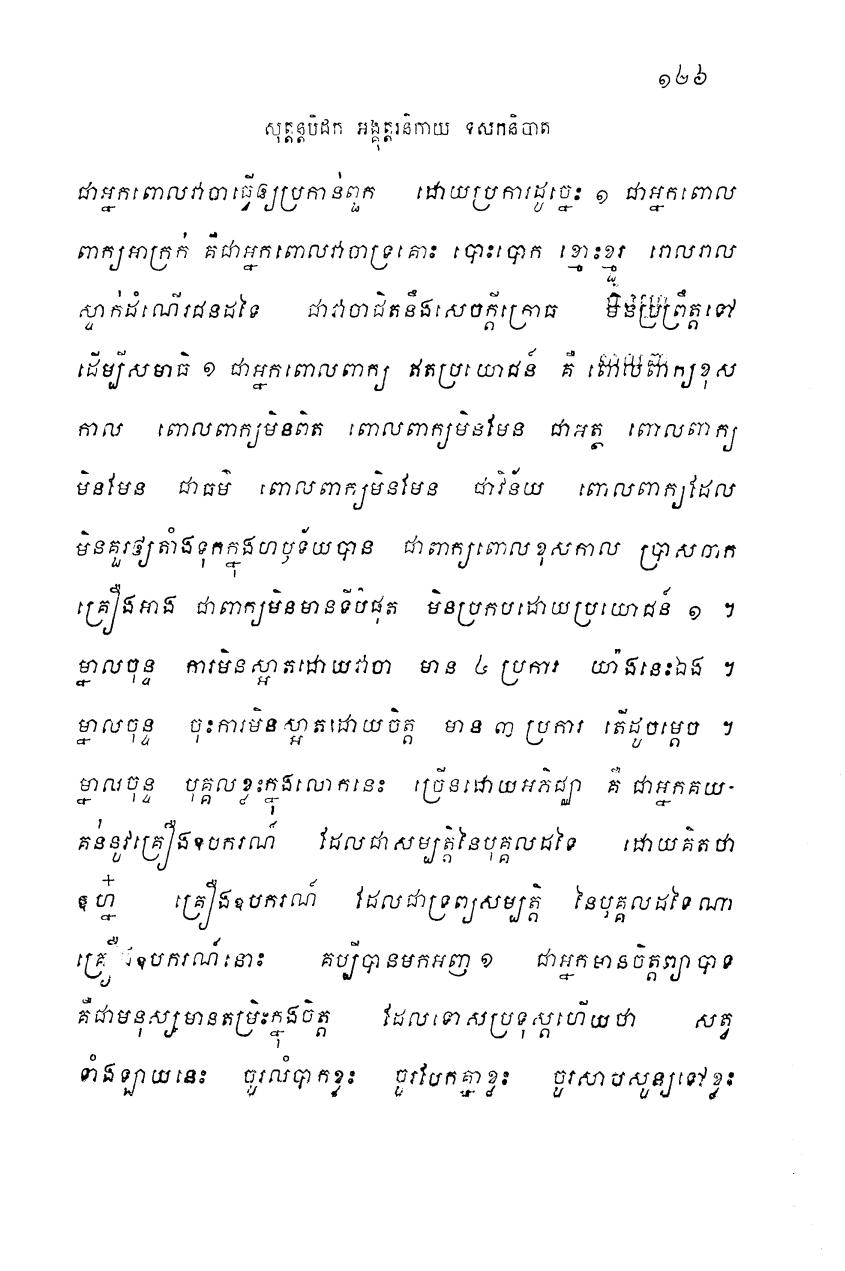 ១២៦
សុត្តន្តបិដក អង្គុត្តរនិកាយ ទសកនិបាត
ជាអ្នកពោលវាចាធ្វើឲ្យប្រកាន់ពួក ដោយប្រការដូច្នេះ ១ ជាអ្នកពោល
ពាក្យអាក្រក់ គឺជាអ្នកពោលវាចាទ្រគោះ បោះបោក ខ្មោះខ្មួរ ពេលរាល
ស្ទាក់ដំណើរជនដទៃ ជាវាចាជិតនឹងសេចក្តីក្រោធ មិនប្រព្រឹត្តទៅ
ដើម្បីសមាធិ ១ ជាអ្នកពោលពាក្យ ឥតប្រយោជន៍ គឺ ពោលពាក្យខុស
កាល ពោលពាក្យមិនពិត ពោលពាក្យមិនមែន ជាអត្ថ ពោលពាក្យ
មិនមែន ជាធម៌ ពោលពាក្យមិនមែន ជាវិន័យ ពោលពាក្យដែល
មិនគួរផ្សតាំងទុកក្នុងហឫទ័យបាន ជាពាក្យពោលខុសកាល ប្រាសចាក
គ្រឿងអាង ជាពាក្យមិនមានទីបំផុត មិនប្រកបដោយប្រយោជន៍ ១ ។
ម្នាលចុន្ទ ការមិនស្អាតដោយវាចា មាន ៤ ប្រការ យ៉ាងនេះឯង ។
ម្នាលចុន្ទ ចុះការមិនស្អាតដោយចិត្ត មាន ៣ ប្រការ តើដូចម្តេច ។
ម្នាលចុន្ទ បុគ្គលខ្លះក្នុងលោកនេះ ច្រើនដោយអភិជ្ឈា គឺ ជាអ្នកគយ-
គន់នូវគ្រឿងឧបករណ៍ ដែលជាសម្បត្តិនៃបុគ្គលដទៃ ដោយគិតថា
ឧហ្ន៎ គ្រឿងឧបករណ៍ ដែលជាទ្រព្យសម្បត្តិ នៃបុគ្គលដទៃណា
គ្រឿងឧបករណ៍នោះ គប្បីបានមកអញ ១ ជាអ្នកមានចិត្តព្យាបាទ
គឺជាមនុស្សមានតម្រិះក្នុងចិត្ត ដែលទោសប្រទុស្តហើយថា សត្វ
ទាំងឡាយនេះ ចូរលំបាកខ្លះ ចូរបែកគ្នាខ្លះ ចូរសាបសូន្យទៅខ្លះ